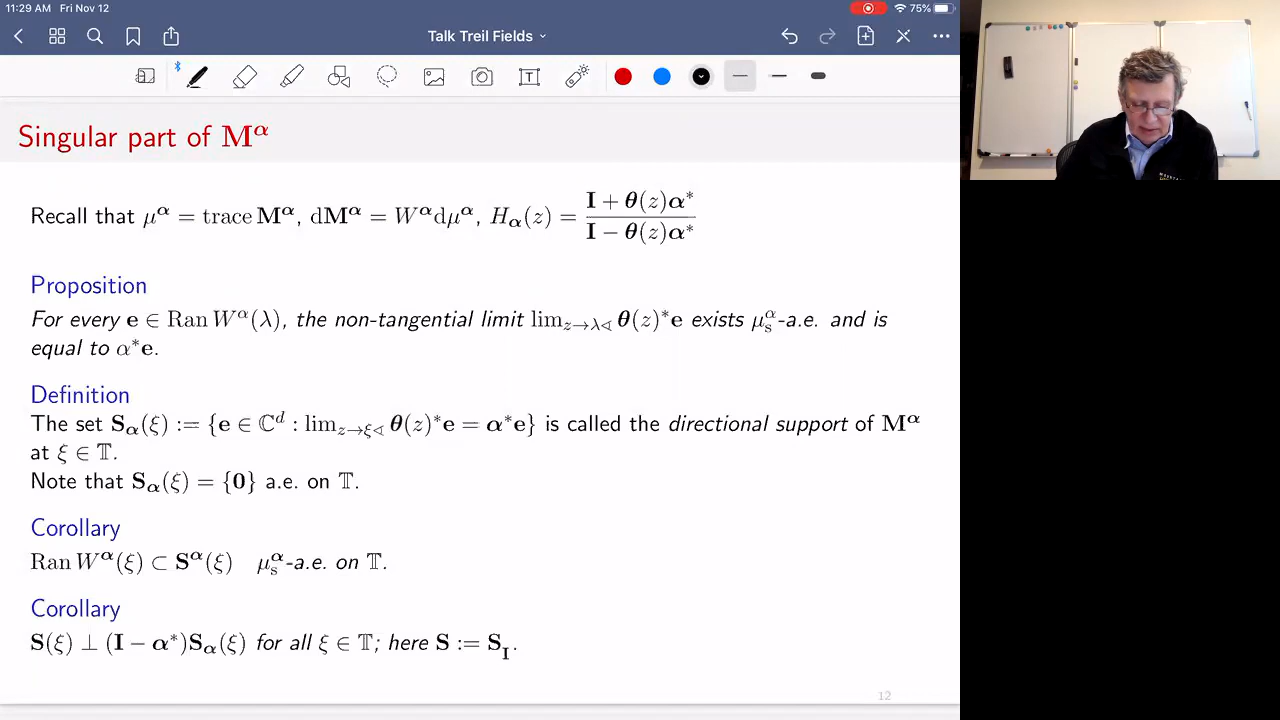 11:29 AM Fri Nov 12
75%
Talk Treil Fields
T
Singular part of M^α
Recall that μ^α = trace M^α, dM^α = W^α dμ^α, H_α(z) = (I + θ(z)α*) / (I − θ(z)α*)
Proposition
For every e ∈ Ran W^α(λ), the non-tangential limit lim_{z→λ∢} θ(z)*e exists μ_s^α-a.e. and is
equal to α*e.
Definition
The set S_α(ξ) := {e ∈ ℂ^d : lim_{z→ξ∢} θ(z)*e = α*e} is called the directional support of M^α
at ξ ∈ 𝕋.
Note that S_α(ξ) = {0} a.e. on 𝕋.
Corollary
Ran W^α(ξ) ⊂ S^α(ξ) μ_s^α-a.e. on 𝕋.
Corollary
S(ξ) ⊥ (I − α*)S_α(ξ) for all ξ ∈ 𝕋; here S := S_I.
12